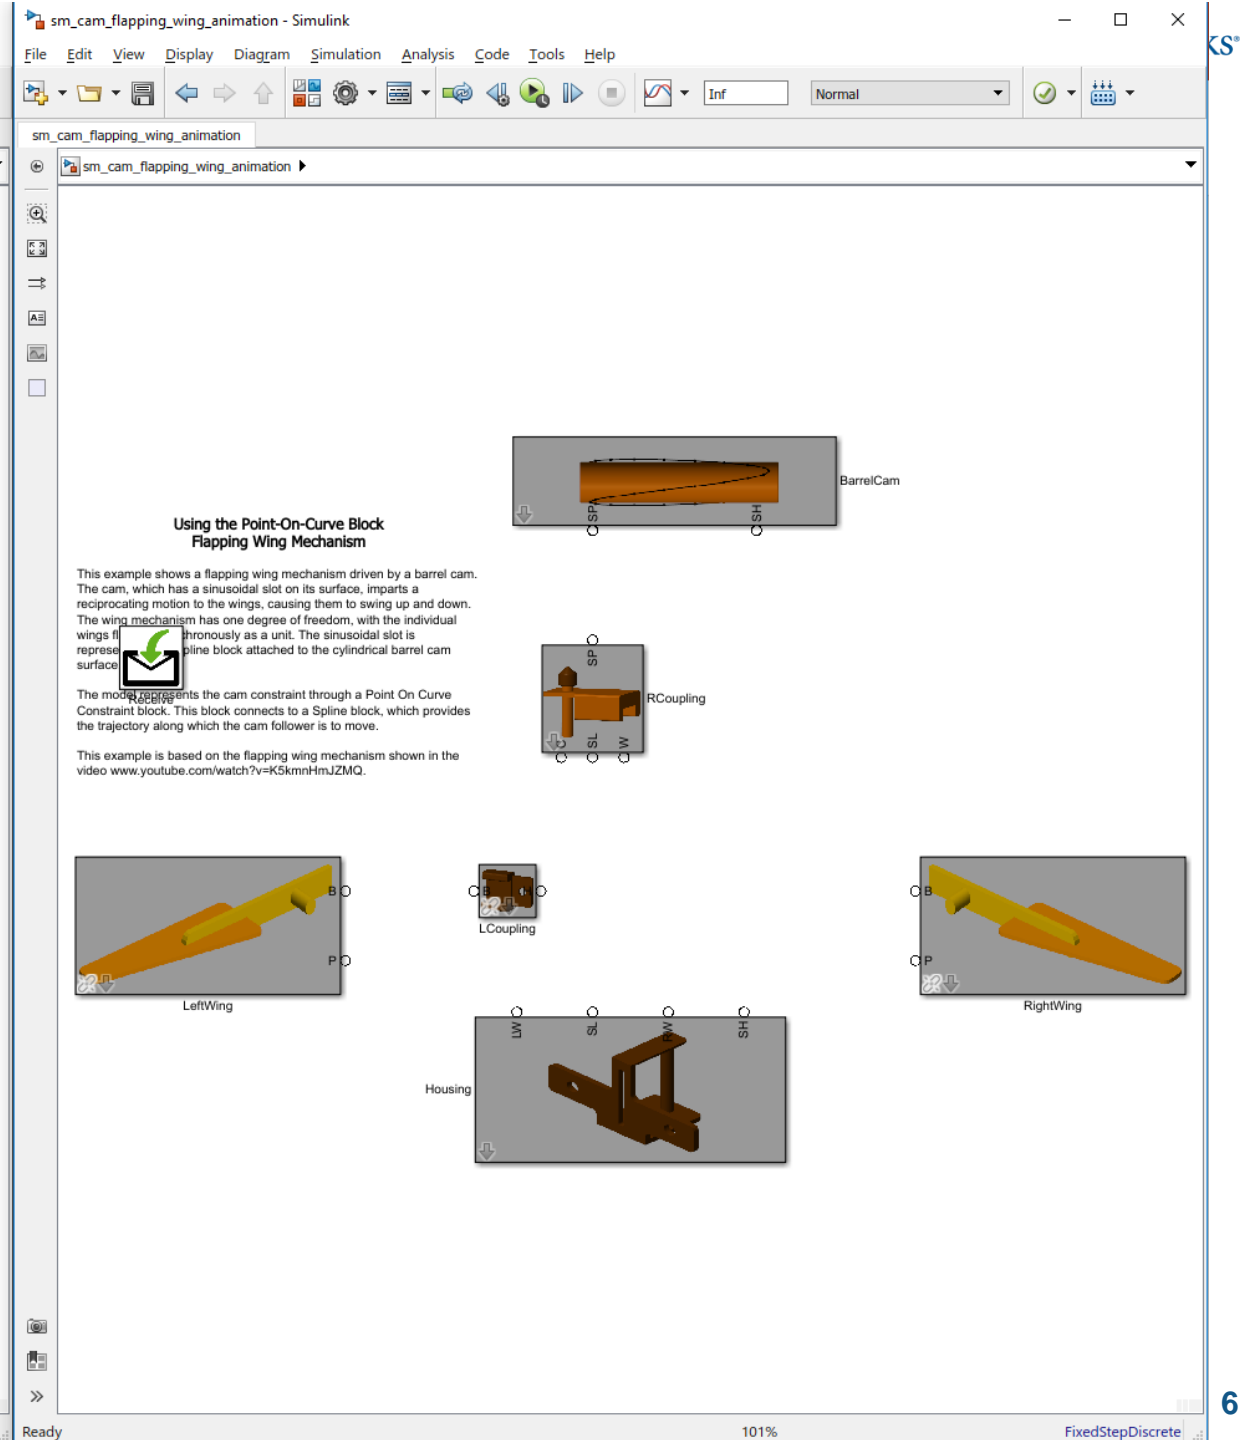 sm_cam_flapping_wing_animation - Simulink
KS®
File Edit View Display Diagram Simulation Analysis Code Tools Help
Inf Normal
sm_cam_flapping_wing_animation
sm_cam_flapping_wing_animation
BarrelCam
SP SH
Using the Point-On-Curve Block
Flapping Wing Mechanism
This example shows a flapping wing mechanism driven by a barrel cam.
The cam, which has a sinusoidal slot on its surface, imparts a
reciprocating motion to the wings, causing them to swing up and down.
The wing mechanism has one degree of freedom, with the individual
wings fl hronously as a unit. The sinusoidal slot is
represe pline block attached to the cylindrical barrel cam
surface
The model represents the cam constraint through a Point On Curve
Receive
Constraint block. This block connects to a Spline block, which provides
the trajectory along which the cam follower is to move.
This example is based on the flapping wing mechanism shown in the
video www.youtube.com/watch?v=K5kmnHmJZMQ.
SP
RCoupling
C SL W
B
P
LeftWing
B
LCoupling
B
P
RightWing
LW SL RW SH
Housing
6
Ready 101% FixedStepDiscrete